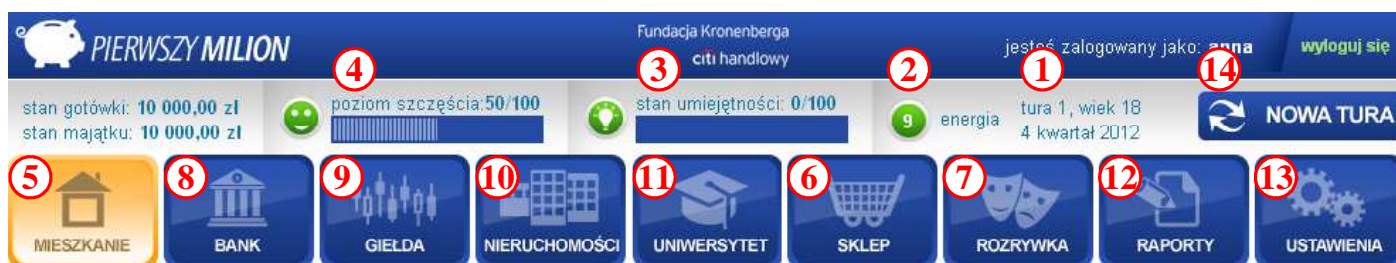 PIERWSZY MILION
Fundacja Kronenberga
citi handlowy
jesteś zalogowany jako: anna
wyloguj się
4
3
2
1
14
stan gotówki: 10 000,00 zł
stan majątku: 10 000,00 zł
poziom szczęścia:50/100
stan umiejętności: 0/100
9
energia
tura 1, wiek 18
4 kwartał 2012
NOWA TURA
5
8
9
10
11
6
7
12
13
MIESZKANIE
BANK
GIEŁDA
NIERUCHOMOŚCI
UNIWERSYTET
SKLEP
ROZRYWKA
RAPORTY
USTAWIENIA